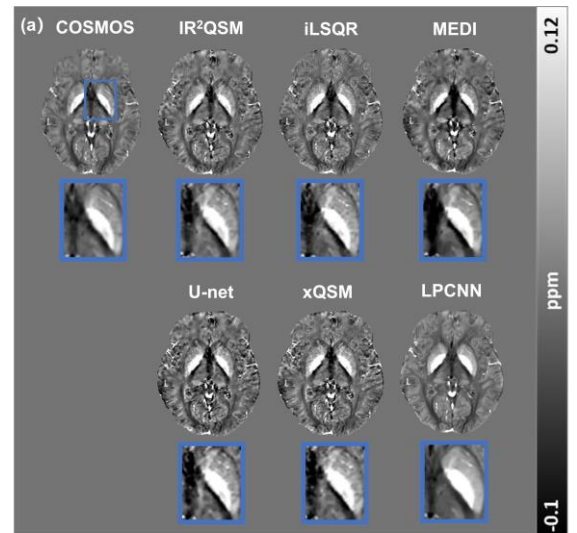 (a) COSMOS IR²QSM iLSQR MEDI
U-net xQSM LPCNN
0.12
ppm
-0.1